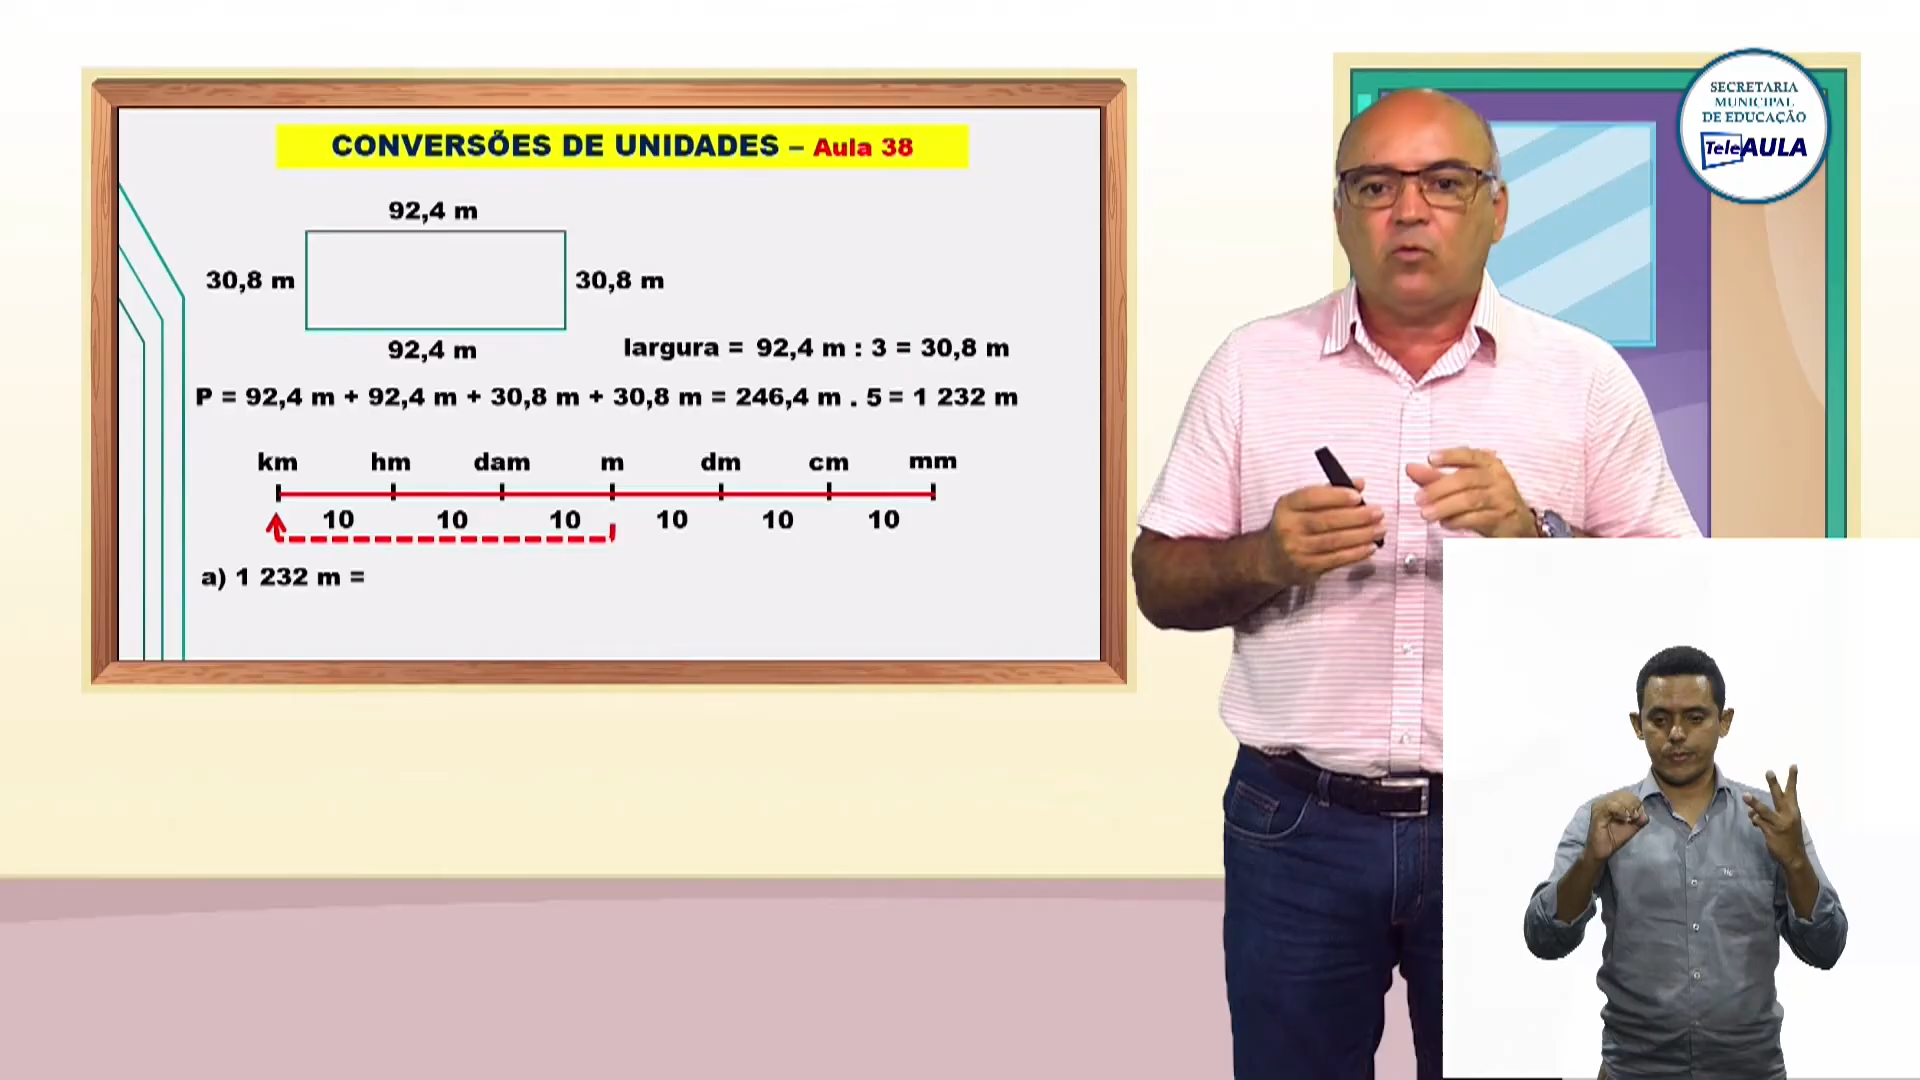 CONVERSÕES DE UNIDADES – Aula 38
92,4 m
30,8 m
30,8 m
92,4 m
largura = 92,4 m : 3 = 30,8 m
P = 92,4 m + 92,4 m + 30,8 m + 30,8 m = 246,4 m . 5 = 1 232 m
km hm dam m dm cm mm
10 10 10 10 10 10
a) 1 232 m =
SECRETARIA
MUNICIPAL
DE EDUCAÇÃO
TeleAULA